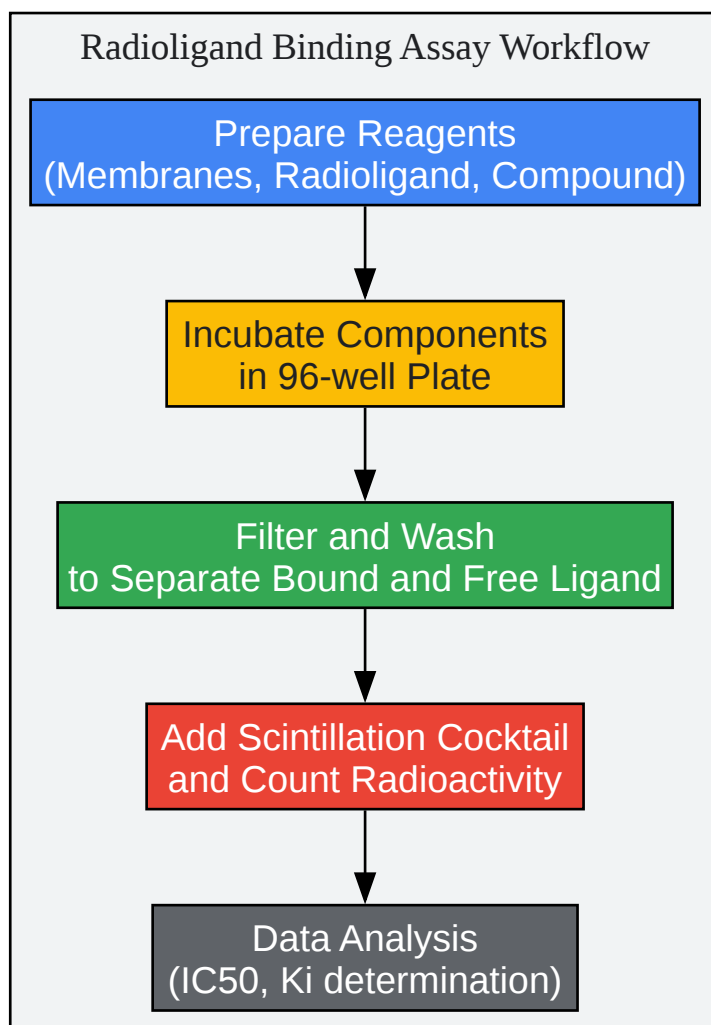 Radioligand Binding Assay Workflow
Prepare Reagents
(Membranes, Radioligand, Compound)
Incubate Components
in 96-well Plate
Filter and Wash
to Separate Bound and Free Ligand
Add Scintillation Cocktail
and Count Radioactivity
Data Analysis
(IC50, Ki determination)